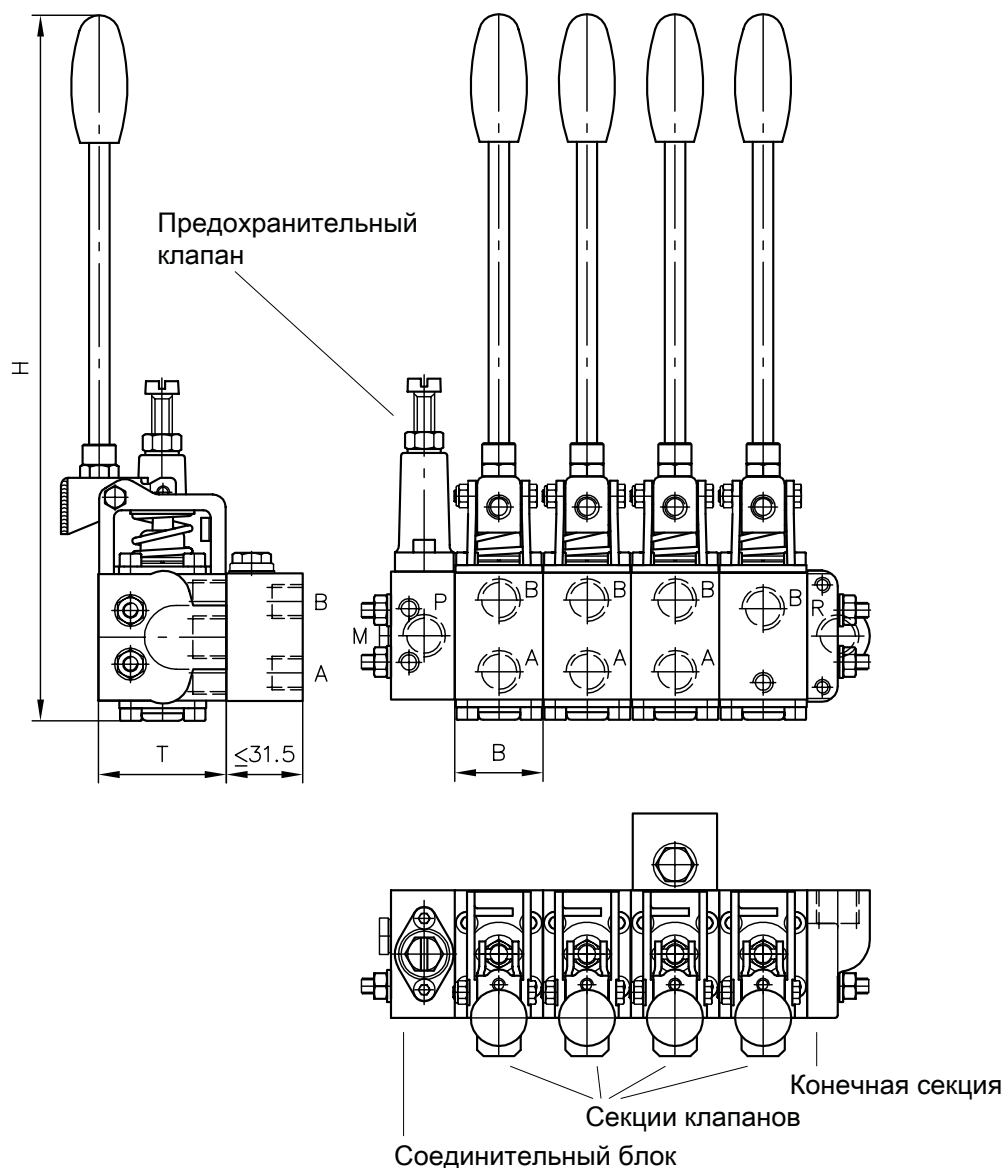 Предохранительный
клапан
H
B
A
T
≤31.5
P
M
B
A
B
A
B
A
B
R
B
Конечная секция
Секции клапанов
Соединительный блок